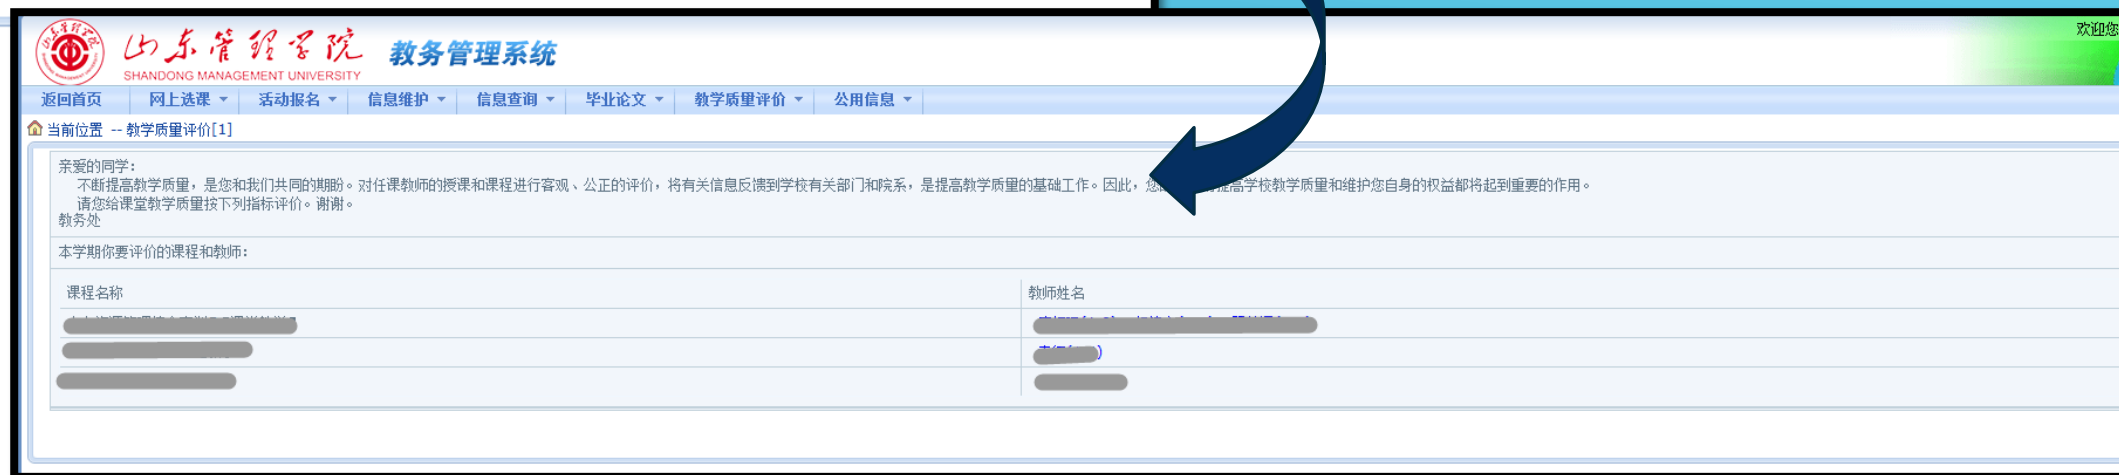 欢迎您
山东管理学院 教务管理系统
SHANDONG MANAGEMENT UNIVERSITY
返回首页 网上选课 活动报名 信息维护 信息查询 毕业论文 教学质量评价 公用信息
当前位置 -- 教学质量评价[1]
亲爱的同学:
不断提高教学质量，是您和我们共同的期盼。对任课教师的授课和课程进行客观、公正的评价，将有关信息反馈到学校有关部门和院系，是提高教学质量的基础工作。因此，您 提高学校教学质量和维护您自身的权益都将起到重要的作用。
请您给课堂教学质量按下列指标评价。谢谢。
教务处
本学期你要评价的课程和教师:
课程名称 教师姓名